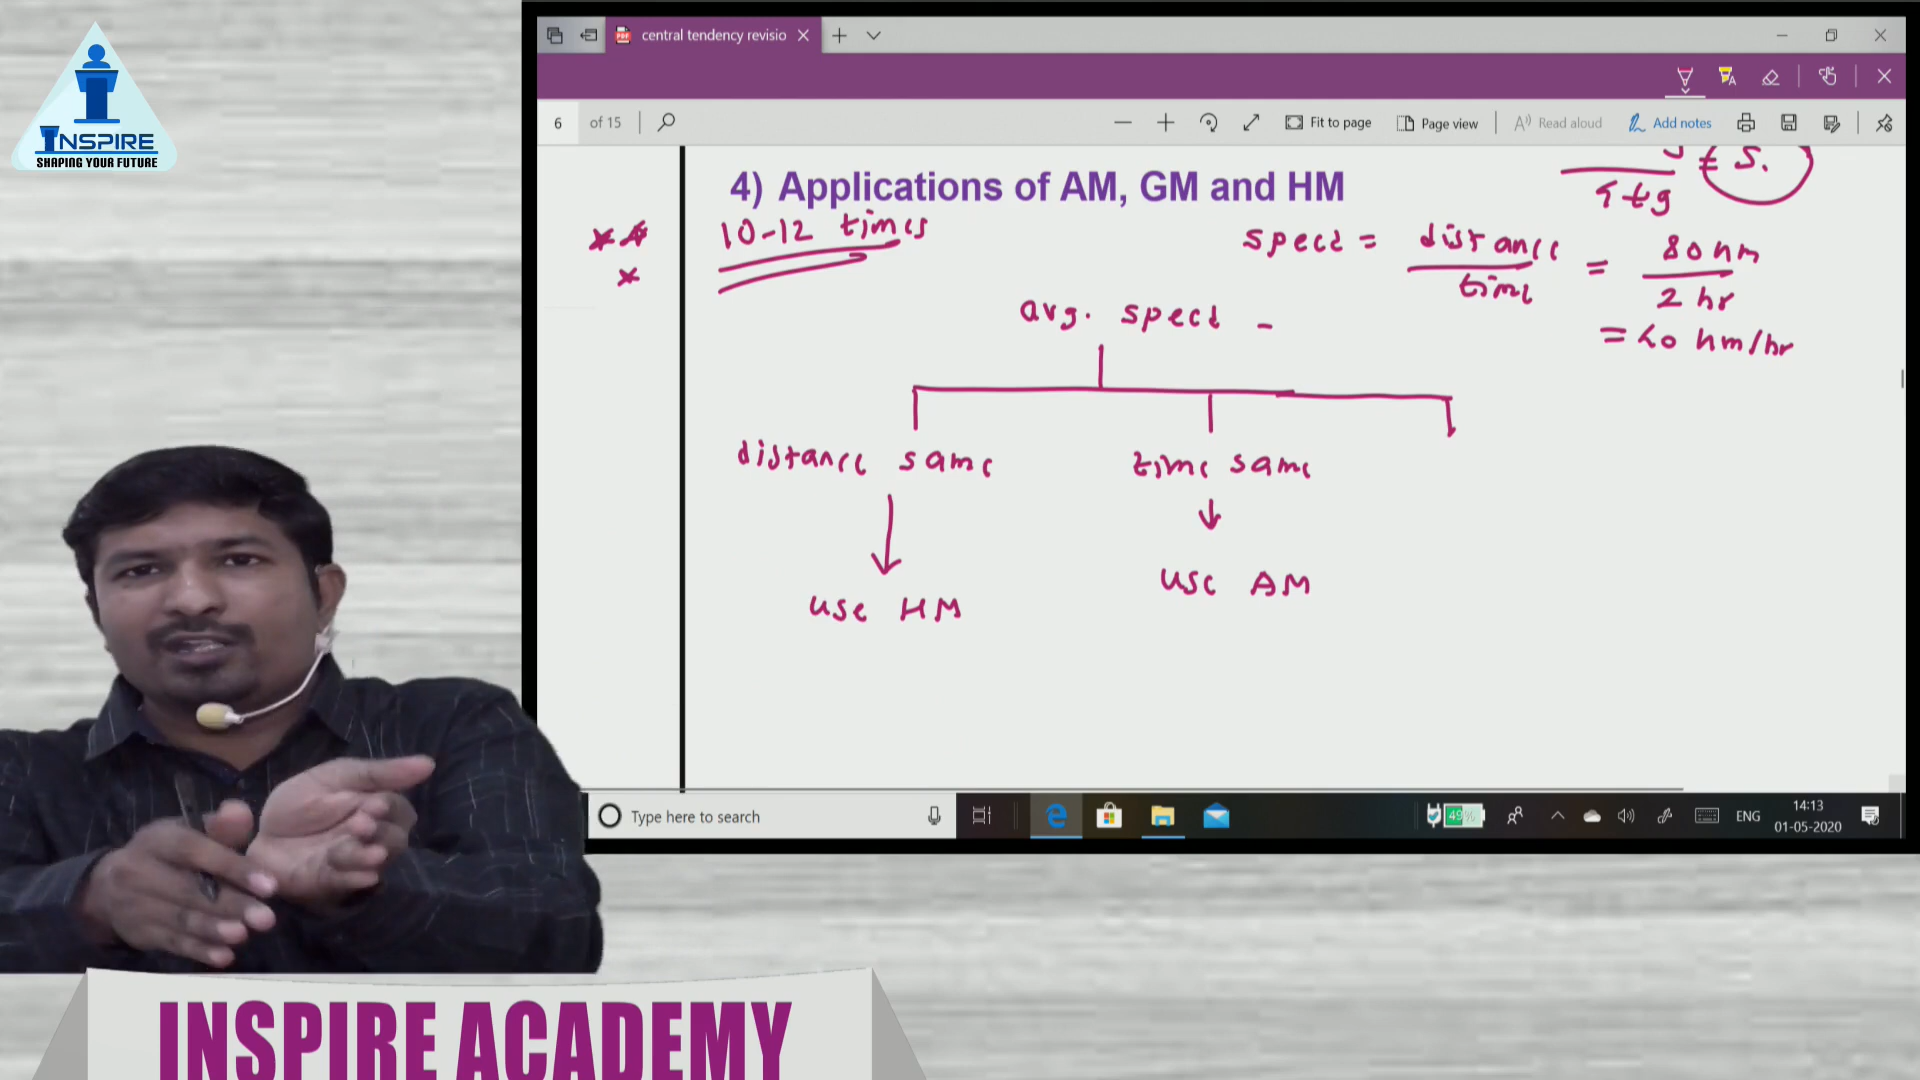 INSPIRE
SHAPING YOUR FUTURE
central tendency revisio
6 of 15
Fit to page
Page view
Read aloud
Add notes
4) Applications of AM, GM and HM
= 5.
10-12 times
speed = distance / time = 80 km / 2 hr
= 40 km/hr
avg. speed -
distance same
time same
use HM
use AM
Type here to search
49%
ENG
14:13
01-05-2020
INSPIRE ACADEMY